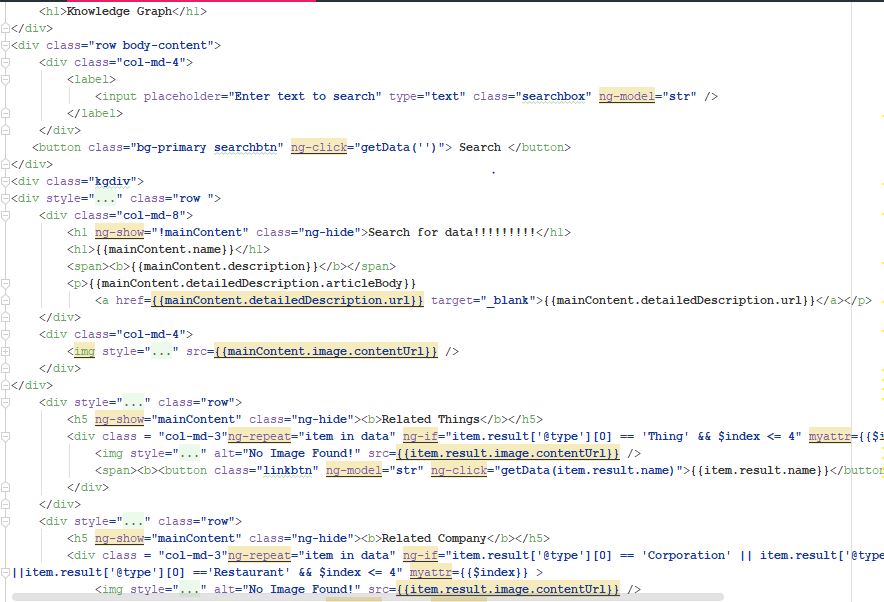 <h1>Knowledge Graph</h1>
</div>
<div class="row body-content">
<div class="col-md-4">
<label>
<input placeholder="Enter text to search" type="text" class="searchbox" ng-model="str" />
</label>
</div>
<button class="bg-primary searchbtn" ng-click="getData('')"> Search </button>
</div>
<div class="kgdiv">
<div style="..." class="row ">
<div class="col-md-8">
<h1 ng-show="!mainContent" class="ng-hide">Search for data!!!!!!!!!</h1>
<h1>{{mainContent.name}}</h1>
<span><b>{{mainContent.description}}</b></span>
<p>{{mainContent.detailedDescription.articleBody}}
<a href={{mainContent.detailedDescription.url}} target="_blank">{{mainContent.detailedDescription.url}}</a></p>
</div>
<div class="col-md-4">
<img style="..." src={{mainContent.image.contentUrl}} />
</div>
</div>
<div style="..." class="row">
<h5 ng-show="mainContent" class="ng-hide"><b>Related Things</b></h5>
<div class = "col-md-3"ng-repeat="item in data" ng-if="item.result['@type'][0] == 'Thing' && $index <= 4" myattr={{$i
<img style="..." alt="No Image Found!" src={{item.result.image.contentUrl}} />
<span><b><button class="linkbtn" ng-model="str" ng-click="getData(item.result.name)">{{item.result.name}}</button
</div>
</div>
<div style="..." class="row">
<h5 ng-show="mainContent" class="ng-hide"><b>Related Company</b></h5>
<div class = "col-md-3"ng-repeat="item in data" ng-if="item.result['@type'][0] == 'Corporation' || item.result['@type
||item.result['@type'][0] =='Restaurant' && $index <= 4" myattr={{$index}} >
<img style="..." alt="No Image Found!" src={{item.result.image.contentUrl}} />